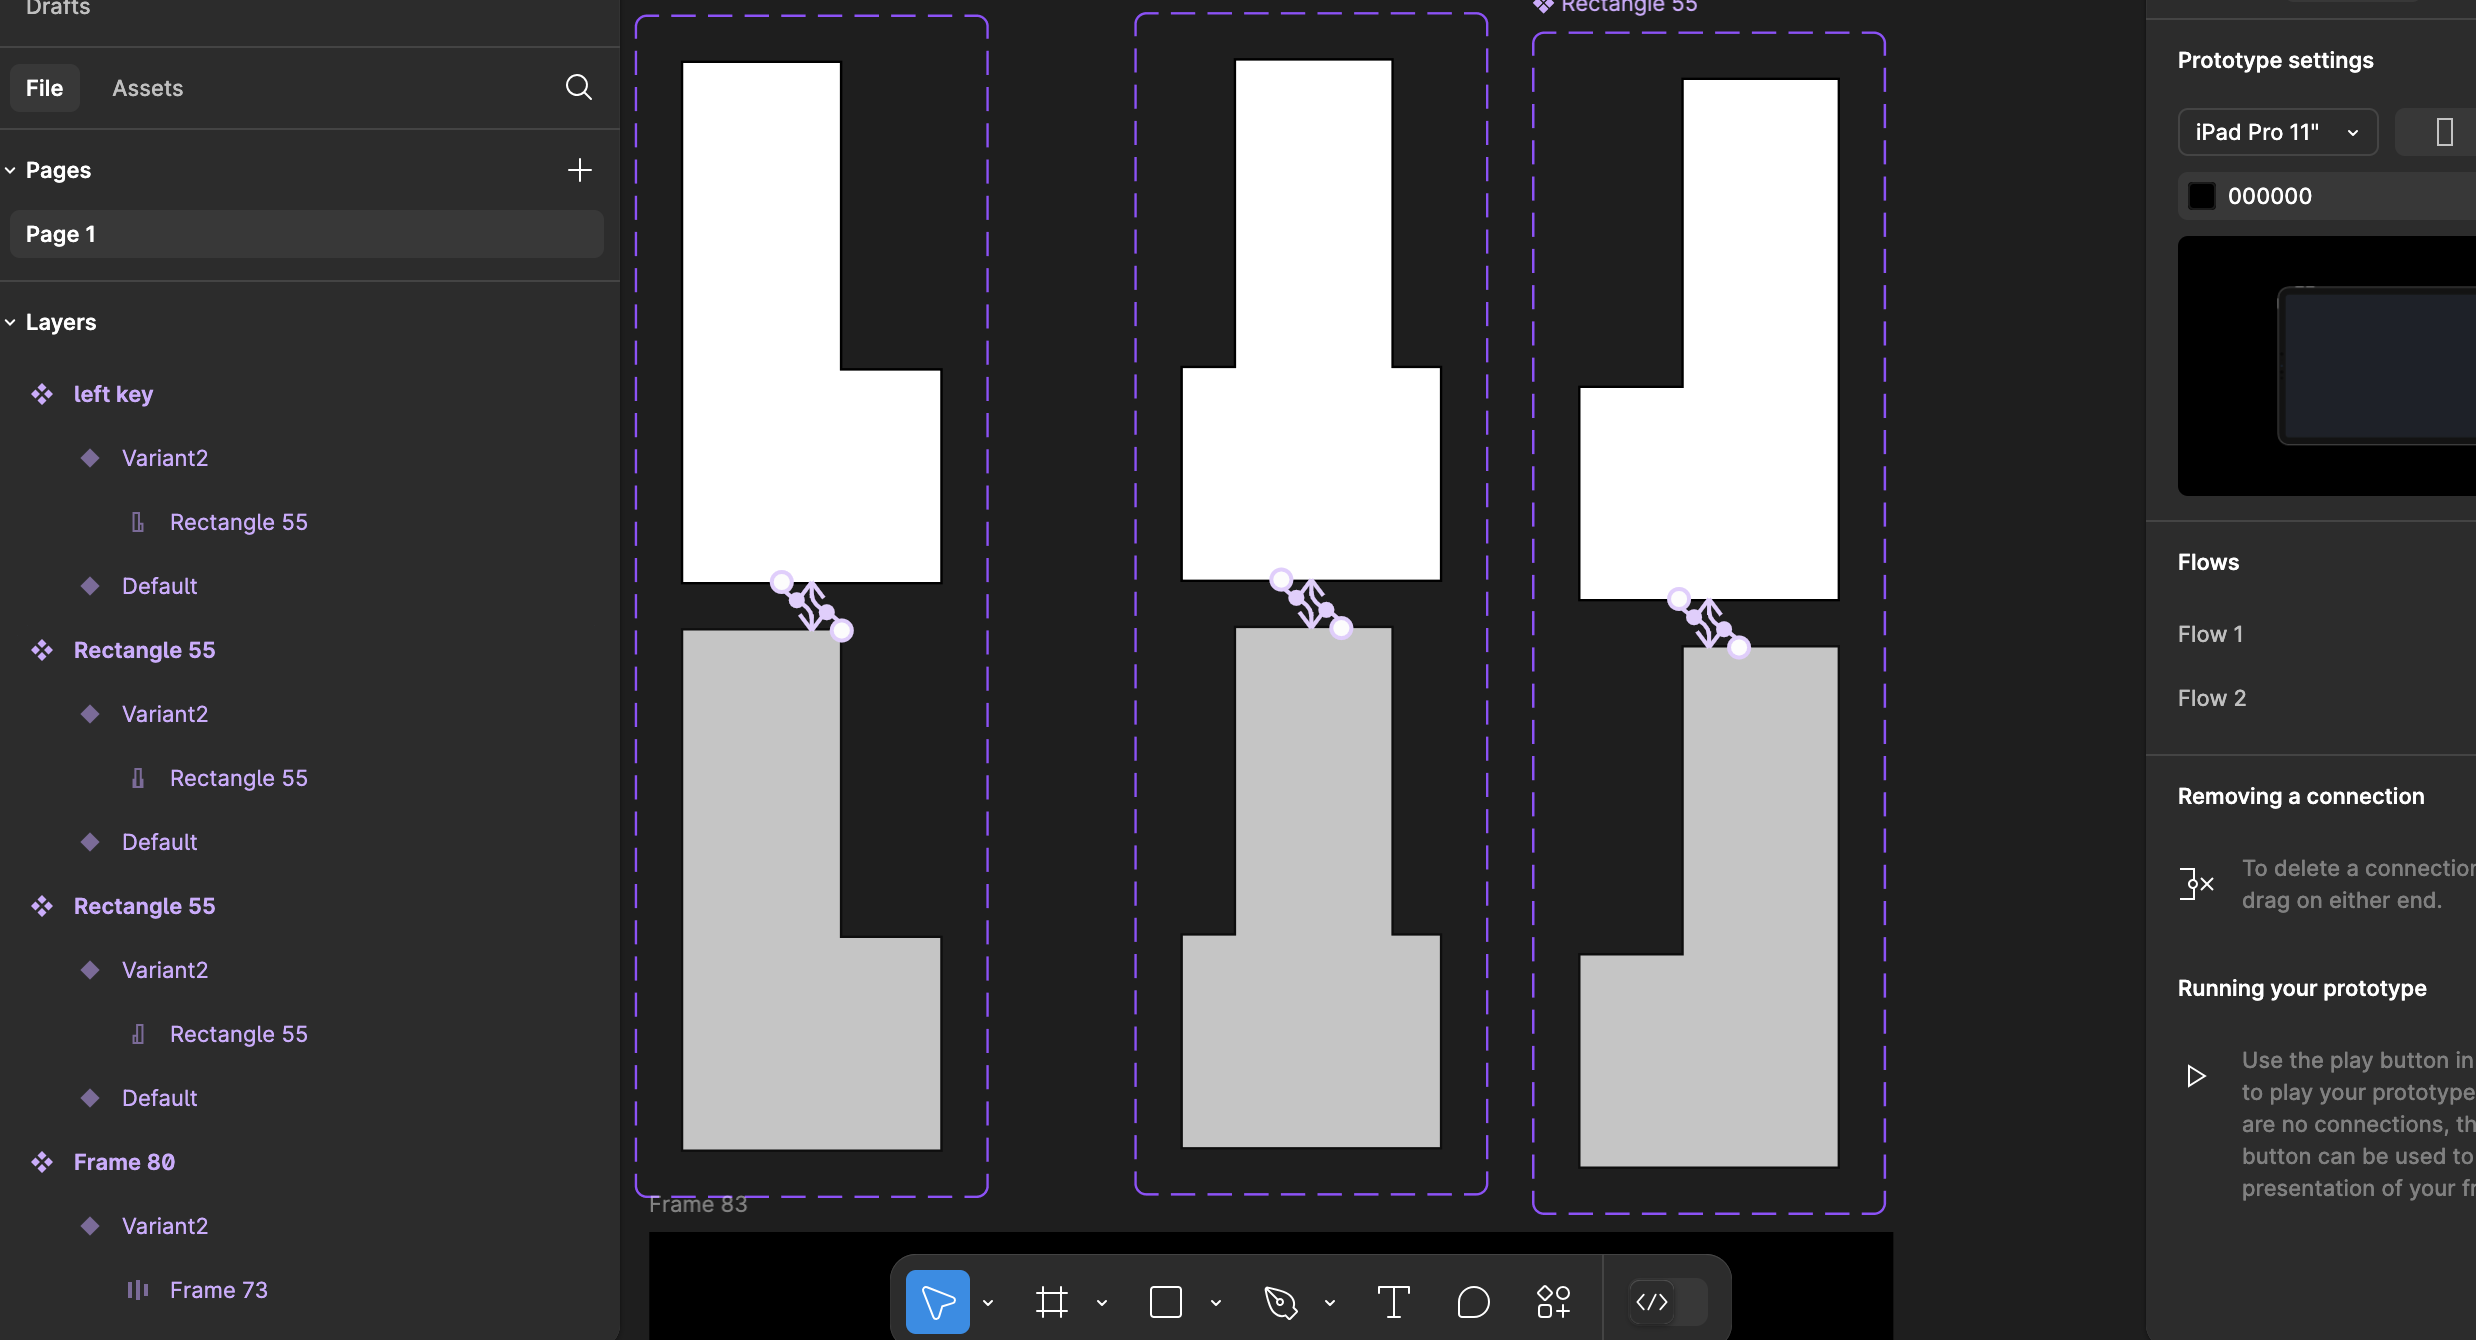 Drafts
File
Assets
Pages
Page 1
Layers
left key
Variant2
Rectangle 55
Default
Rectangle 55
Variant2
Rectangle 55
Default
Rectangle 55
Variant2
Rectangle 55
Default
Frame 80
Variant2
Frame 73
Rectangle 55
Frame 83
Prototype settings
iPad Pro 11"
000000
Flows
Flow 1
Flow 2
Removing a connection
To delete a connection
drag on either end.
Running your prototype
Use the play button in
to play your prototype
are no connections, th
button can be used to
presentation of your fr